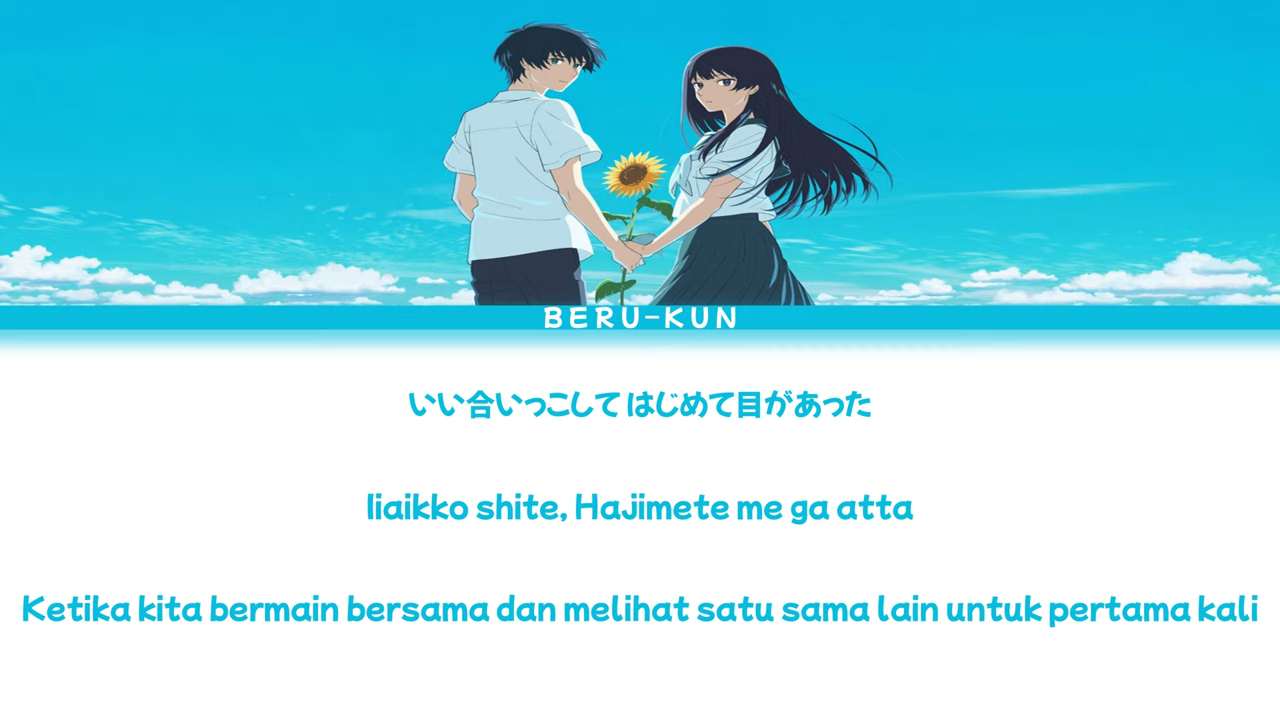 BERU-KUN
いい合いっこして はじめて目があった
Iiaikko shite, Hajimete me ga atta
Ketika kita bermain bersama dan melihat satu sama lain untuk pertama kali